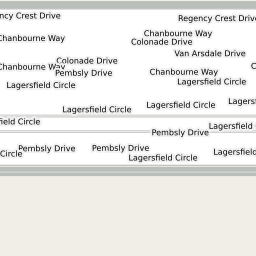 ncy Crest Drive
Regency Crest Drive
Chanbourne Way
Chanbourne Way
Colonade Drive
Van Arsdale Drive
Colonade Drive
Chanbourne Way
C
Pembsly Drive
Chanbourne Way
Lagersfield Circle
Lagersfield Circle
Lagersfield Circle
Lagersfield Circle
Lagersf
field Circle
Lagersfield
Pembsly Drive
Circle
Pembsly Drive
Pembsly Drive
Lagersfield Circle
Lagersfield